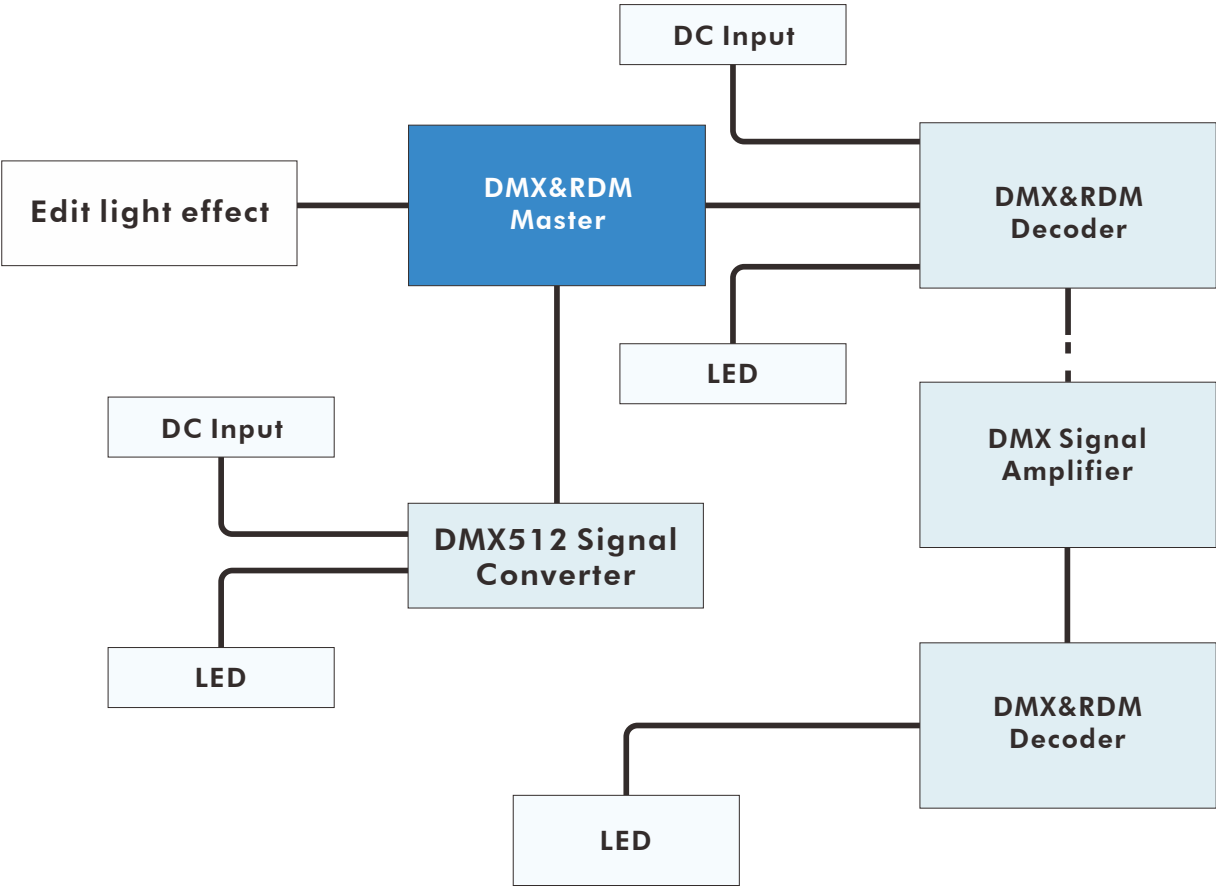 DC Input
DMX&RDM
Master
DMX&RDM
Decoder
Edit light effect
LED
DC Input
DMX Signal
Amplifier
DMX512 Signal
Converter
LED
DMX&RDM
Decoder
LED